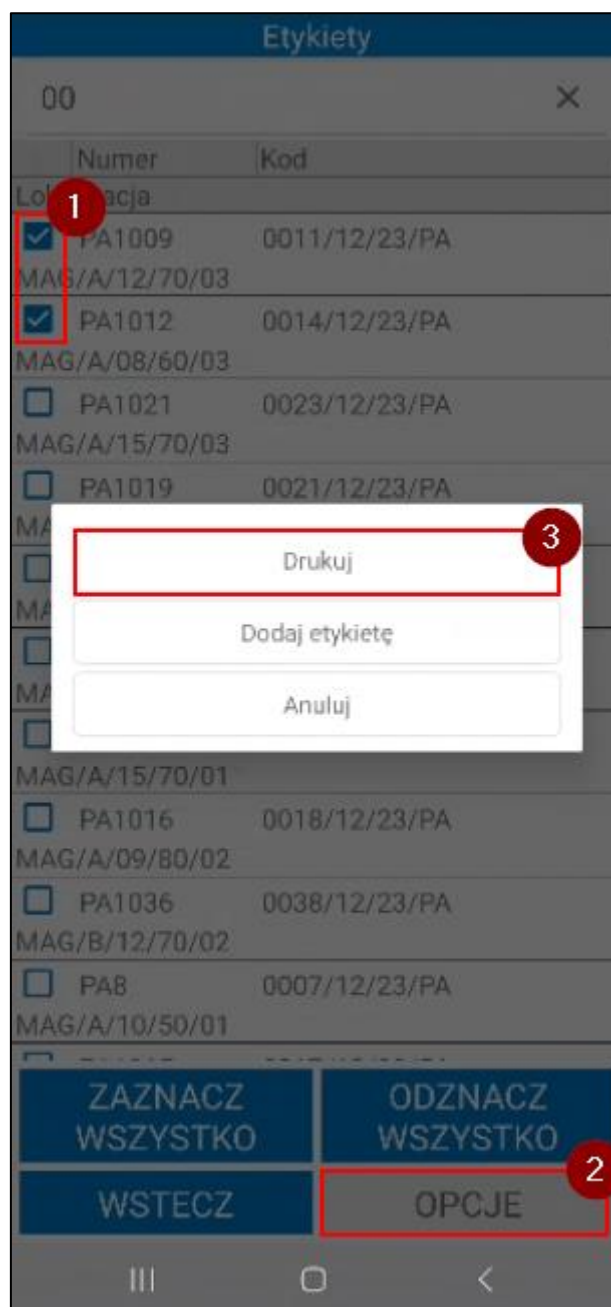 Etykiety
00
Numer Kod
1
PA1009 0011/12/23/PA
MAG/A/12/70/03
PA1012 0014/12/23/PA
MAG/A/08/60/03
PA1021 0023/12/23/PA
MAG/A/15/70/03
PA1019 0021/12/23/PA
3
Drukuj
Dodaj etykietę
Anuluj
MAG/A/15/70/01
PA1016 0018/12/23/PA
MAG/A/09/80/02
PA1036 0038/12/23/PA
MAG/B/12/70/02
PA8 0007/12/23/PA
MAG/A/10/50/01
ZAZNACZ WSZYSTKO
ODZNACZ WSZYSTKO
2
WSTECZ OPCJE